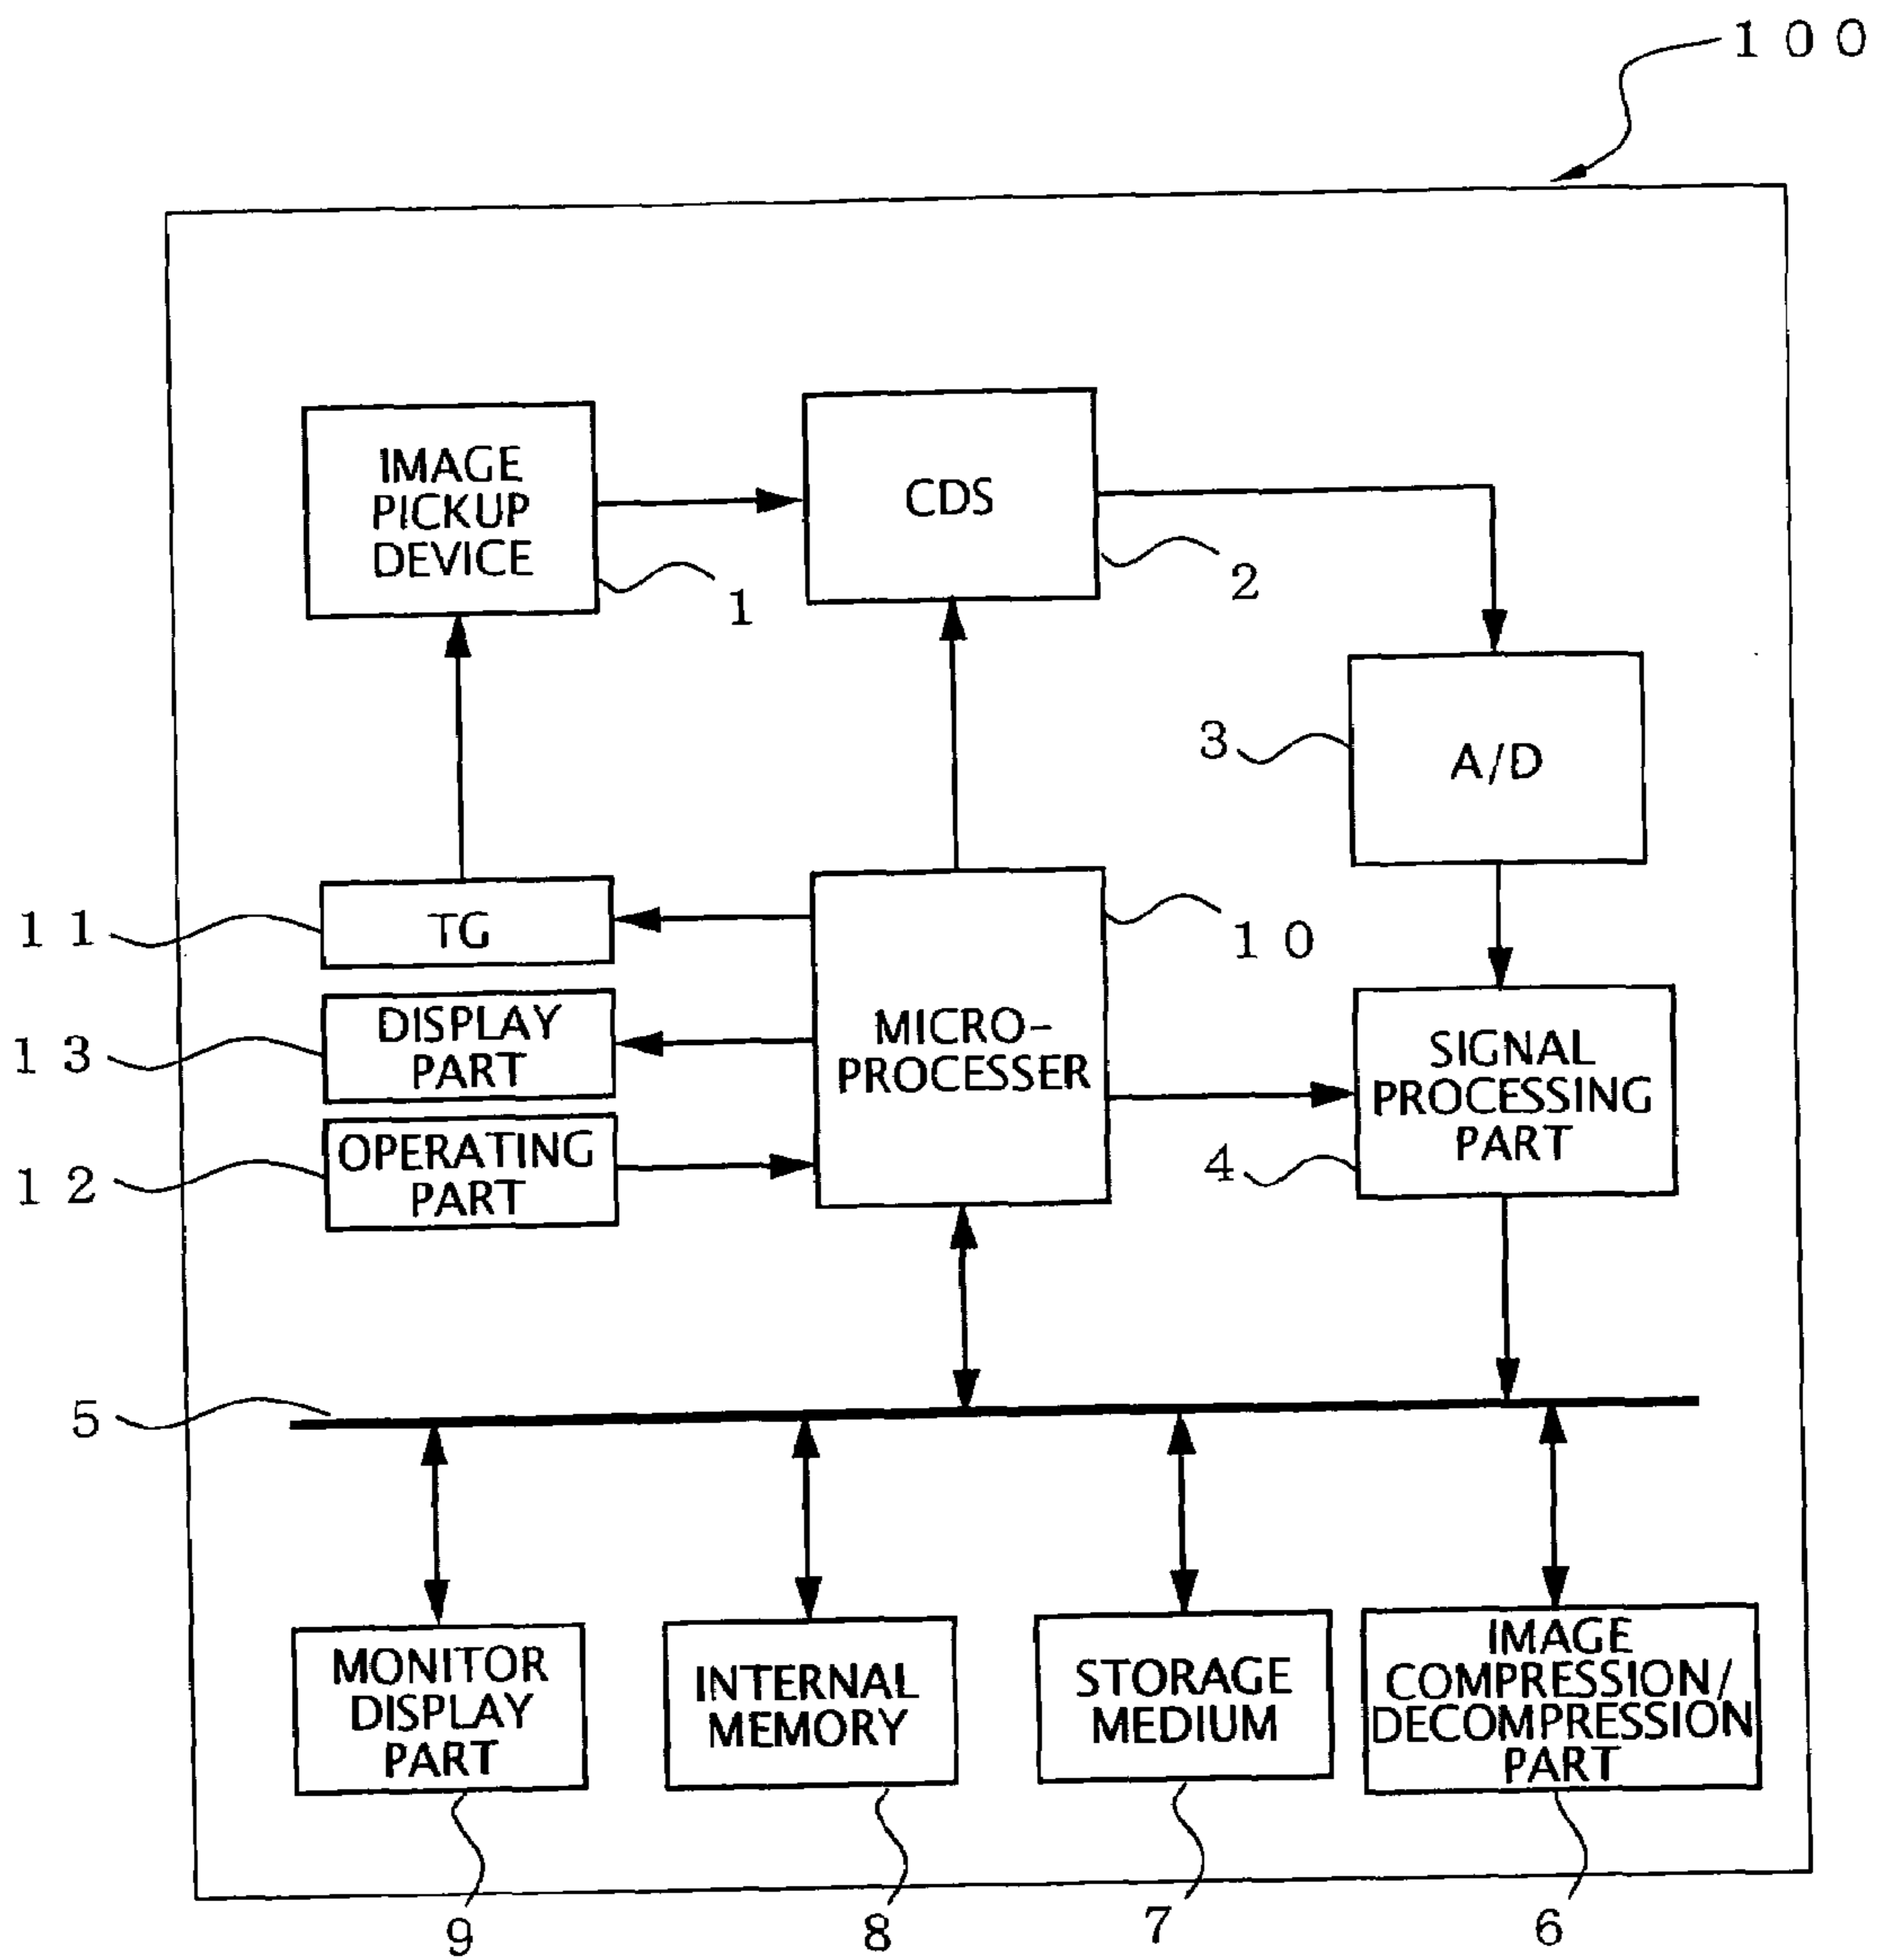 100
IMAGE
PICKUP
DEVICE
1
CDS
2
3
A/D
11
TG
10
13
DISPLAY
PART
MICRO-
PROCESSER
SIGNAL
PROCESSING
PART
4
12
OPERATING
PART
5
MONITOR
DISPLAY
PART
INTERNAL
MEMORY
STORAGE
MEDIUM
IMAGE
COMPRESSION/
DECOMPRESSION
PART
9
8
7
6